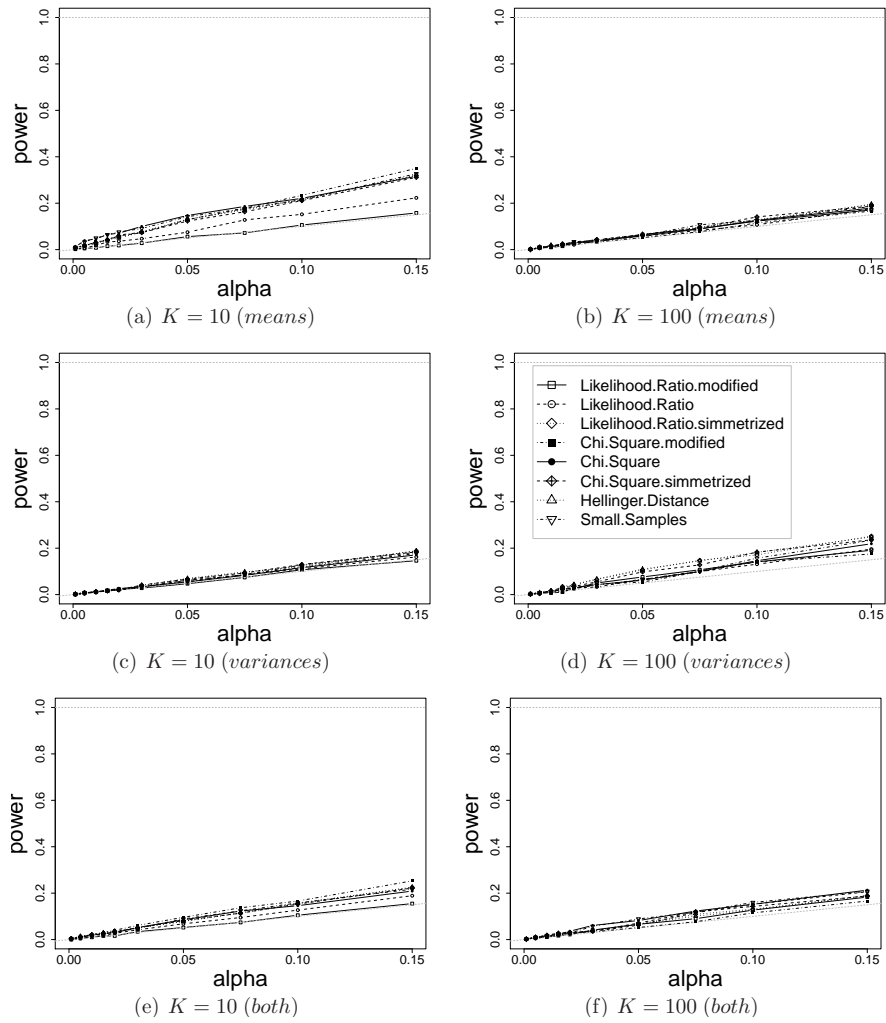 1.0
0.8
0.6
0.4
0.2
0.0
power
0.00 0.05 0.10 0.15
alpha
(a) K = 10 (means)
1.0
0.8
0.6
0.4
0.2
0.0
power
0.00 0.05 0.10 0.15
alpha
(b) K = 100 (means)
1.0
0.8
0.6
0.4
0.2
0.0
power
0.00 0.05 0.10 0.15
alpha
(c) K = 10 (variances)
1.0
0.8
0.6
0.4
0.2
0.0
power
Likelihood.Ratio.modified
Likelihood.Ratio
Likelihood.Ratio.simmetrized
Chi.Square.modified
Chi.Square
Chi.Square.simmetrized
Hellinger.Distance
Small.Samples
0.00 0.05 0.10 0.15
alpha
(d) K = 100 (variances)
1.0
0.8
0.6
0.4
0.2
0.0
power
0.00 0.05 0.10 0.15
alpha
(e) K = 10 (both)
1.0
0.8
0.6
0.4
0.2
0.0
power
0.00 0.05 0.10 0.15
alpha
(f) K = 100 (both)